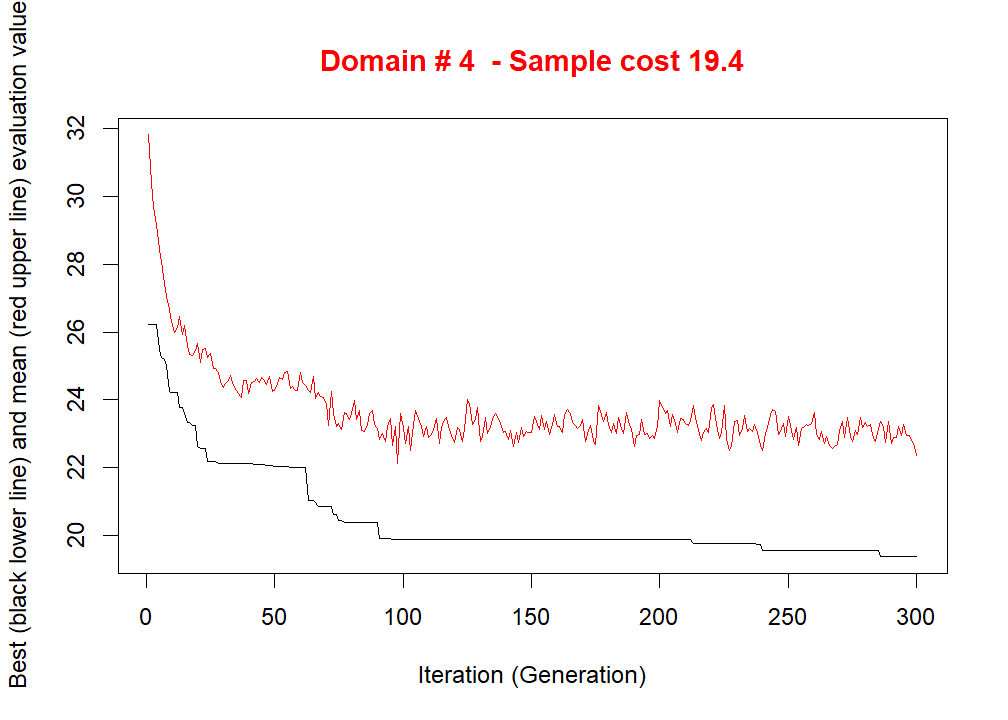 Domain # 4  - Sample cost 19.4
Best (black lower line) and mean (red upper line) evaluation value
32
30
28
26
24
22
20
0 50 100 150 200 250 300
Iteration (Generation)